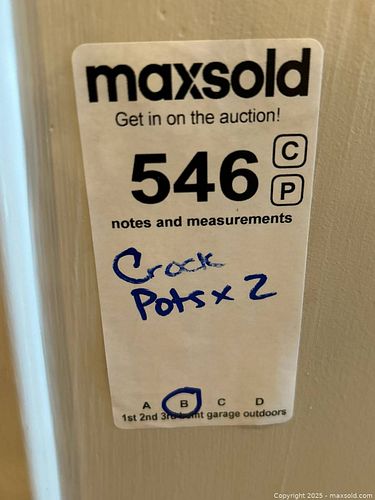 maxsold
Get in on the auction!
546 C
P
notes and measurements
Crock
Pots x 2
A B C D
1st 2nd 3rd bsmt garage outdoors
Copyright 2025 - maxsold.com